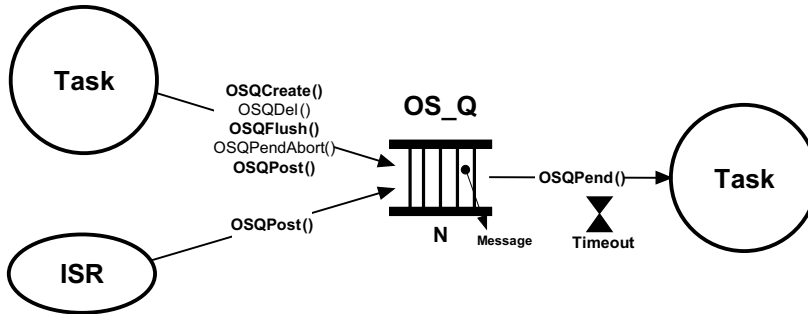 Task
OSQCreate()
OSQDel()
OSQFlush()
OSQPendAbort()
OSQPost()
OS_Q
N
Message
OSQPend()
Timeout
Task
OSQPost()
ISR